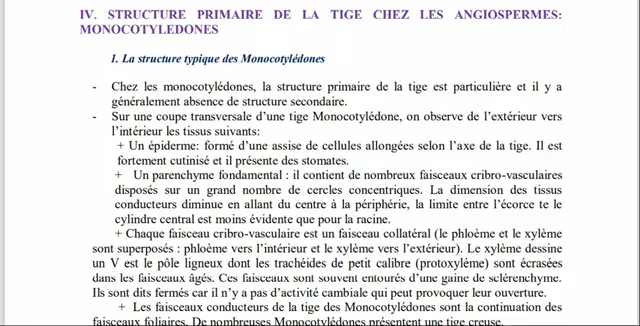 IV. STRUCTURE PRIMAIRE DE LA TIGE CHEZ LES ANGIOSPERMES:
MONOCOTYLEDONES
1. La structure typique des Monocotylédones
- Chez les monocotylédones, la structure primaire de la tige est particulière et il y a
généralement absence de structure secondaire.
- Sur une coupe transversale d'une tige Monocotylédone, on observe de l'extérieur vers
l'intérieur les tissus suivants:
+ Un épiderme: formé d'une assise de cellules allongées selon l'axe de la tige. Il est
fortement cutinisé et il présente des stomates.
+ Un parenchyme fondamental : il contient de nombreux faisceaux cribro-vasculaires
disposés sur un grand nombre de cercles concentriques. La dimension des tissus
conducteurs diminue en allant du centre à la périphérie, la limite entre l'écorce te le
cylindre central est moins évidente que pour la racine.
+ Chaque faisceau cribro-vasculaire est un faisceau collatéral (le phloème et le xylème
sont superposés : phloème vers l'intérieur et le xylème vers l'extérieur). Le xylème dessine
un V est le pôle ligneux dont les trachéides de petit calibre (protoxylème) sont écrasées
dans les faisceaux âgés. Ces faisceaux sont souvent entourés d'une gaine de sclérenchyme.
Ils sont dits fermés car il n'y a pas d'activité cambiale qui peut provoquer leur ouverture.
+ Les faisceaux conducteurs de la tige des Monocotylédones sont la continuation des
faisceaux foliaires. De nombreuses Monocotylédones présentent une tige creuse.